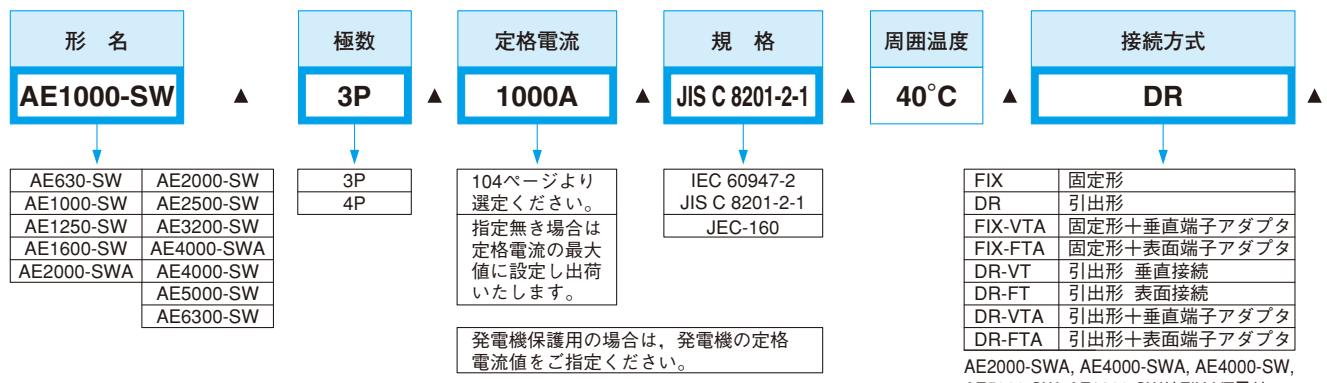 形 名
極数
定格電流
規 格
周囲温度
接続方式
AE1000-SW ▲ 3P ▲ 1000A ▲ JIS C 8201-2-1 ▲ 40°C ▲ DR ▲
AE630-SW AE2000-SW
AE1000-SW AE2500-SW
AE1250-SW AE3200-SW
AE1600-SW AE4000-SWA
AE2000-SWA AE4000-SW
AE5000-SW
AE6300-SW
3P
4P
104ページより
選定ください。
指定無き場合は
定格電流の最大
値に設定し出荷
いたします。
発電機保護用の場合は，発電機の定格
電流値をご指定ください。
IEC 60947-2
JIS C 8201-2-1
JEC-160
FIX 固定形
DR 引出形
FIX-VTA 固定形＋垂直端子アダプタ
FIX-FTA 固定形＋表面端子アダプタ
DR-VT 引出形 垂直接続
DR-FT 引出形 表面接続
DR-VTA 引出形＋垂直端子アダプタ
DR-FTA 引出形＋表面端子アダプタ
AE2000-SWA, AE4000-SWA, AE4000-SW,